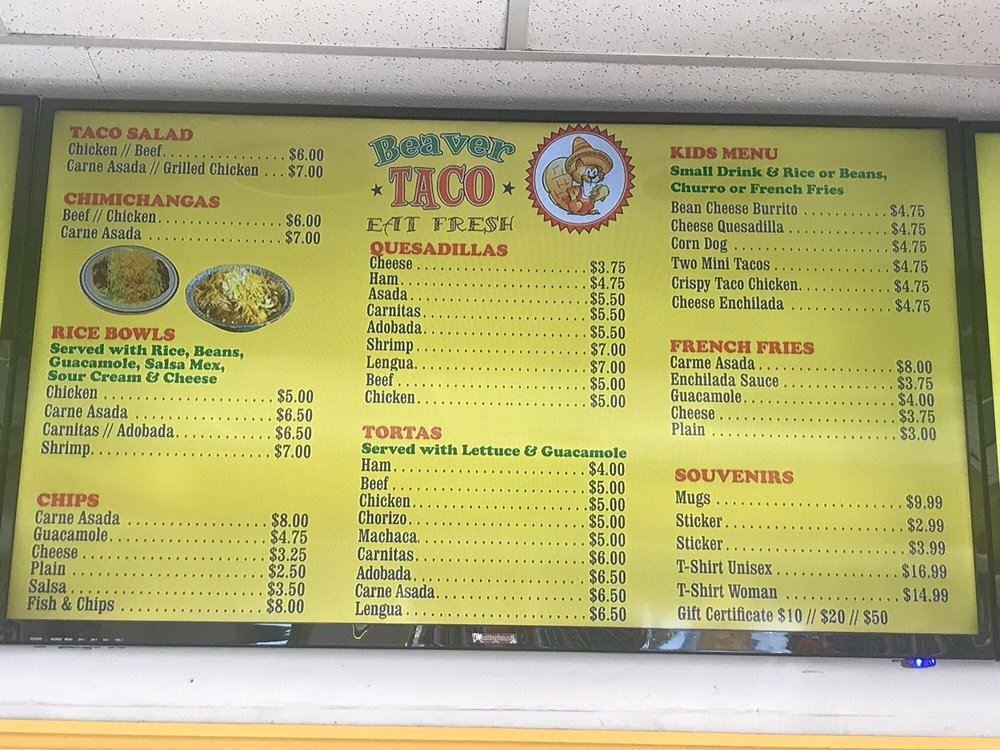 TACO SALAD
Chicken // Beef. . . . . . . . . . . . . . . . . . $6.00
Carne Asada // Grilled Chicken . . . $7.00
CHIMICHANGAS
Beef // Chicken. . . . . . . . . . . . . . . . . . $6.00
Carne Asada . . . . . . . . . . . . . . . . . . . $7.00
RICE BOWLS
Served with Rice, Beans,
Guacamole, Salsa Mex,
Sour Cream & Cheese
Chicken . . . . . . . . . . . . . . . . . . . . . . . . $5.00
Carne Asada . . . . . . . . . . . . . . . . . . . $6.50
Carnitas // Adobada. . . . . . . . . . . . . $6.50
Shrimp. . . . . . . . . . . . . . . . . . . . . . . . . $7.00
CHIPS
Carne Asada . . . . . . . . . . . . . . . . . . . $8.00
Guacamole. . . . . . . . . . . . . . . . . . . . . $4.75
Cheese . . . . . . . . . . . . . . . . . . . . . . . . . $3.25
Plain . . . . . . . . . . . . . . . . . . . . . . . . . . $2.50
Salsa . . . . . . . . . . . . . . . . . . . . . . . . . . $3.50
Fish & Chips . . . . . . . . . . . . . . . . . . . $8.00
Beaver
TACO
EAT FRESH
QUESADILLAS
Cheese . . . . . . . . . . . . . . . . . . . . . . . $3.75
Ham . . . . . . . . . . . . . . . . . . . . . . . . . . $4.75
Asada . . . . . . . . . . . . . . . . . . . . . . . . $5.50
Carnitas . . . . . . . . . . . . . . . . . . . . . . $5.50
Adobada. . . . . . . . . . . . . . . . . . . . . . $5.50
Shrimp . . . . . . . . . . . . . . . . . . . . . . . $7.00
Lengua. . . . . . . . . . . . . . . . . . . . . . . . $7.00
Beef . . . . . . . . . . . . . . . . . . . . . . . . . . $5.00
Chicken. . . . . . . . . . . . . . . . . . . . . . . $5.00
TORTAS
Served with Lettuce & Guacamole
Ham. . . . . . . . . . . . . . . . . . . . . . . . . . . $4.00
Beef . . . . . . . . . . . . . . . . . . . . . . . . . . $5.00
Chicken. . . . . . . . . . . . . . . . . . . . . . . $5.00
Chorizo. . . . . . . . . . . . . . . . . . . . . . . . $5.00
Machaca. . . . . . . . . . . . . . . . . . . . . . $5.00
Carnitas. . . . . . . . . . . . . . . . . . . . . . . $6.00
Adobada. . . . . . . . . . . . . . . . . . . . . . $6.50
Carne Asada. . . . . . . . . . . . . . . . . . . $6.50
Lengua . . . . . . . . . . . . . . . . . . . . . . . $6.50
KIDS MENU
Small Drink & Rice or Beans,
Churro or French Fries
Bean Cheese Burrito . . . . . . . . . . . . $4.75
Cheese Quesadilla . . . . . . . . . . . . . . $4.75
Corn Dog . . . . . . . . . . . . . . . . . . . . . . $4.75
Two Mini Tacos . . . . . . . . . . . . . . . . $4.75
Crispy Taco Chicken. . . . . . . . . . . . $4.75
Cheese Enchilada . . . . . . . . . . . . . . $4.75
FRENCH FRIES
Carme Asada . . . . . . . . . . . . . . . . . . $8.00
Enchilada Sauce . . . . . . . . . . . . . . . $3.75
Guacamole. . . . . . . . . . . . . . . . . . . . . $4.00
Cheese . . . . . . . . . . . . . . . . . . . . . . . . $3.75
Plain . . . . . . . . . . . . . . . . . . . . . . . . . $3.00
SOUVENIRS
Mugs . . . . . . . . . . . . . . . . . . . . . . . . . $9.99
Sticker . . . . . . . . . . . . . . . . . . . . . . . . $2.99
Sticker . . . . . . . . . . . . . . . . . . . . . . . . $3.99
T-Shirt Unisex . . . . . . . . . . . . . . . . $16.99
T-Shirt Woman . . . . . . . . . . . . . . . $14.99
Gift Certificate $10 // $20 // $50
Westinghouse